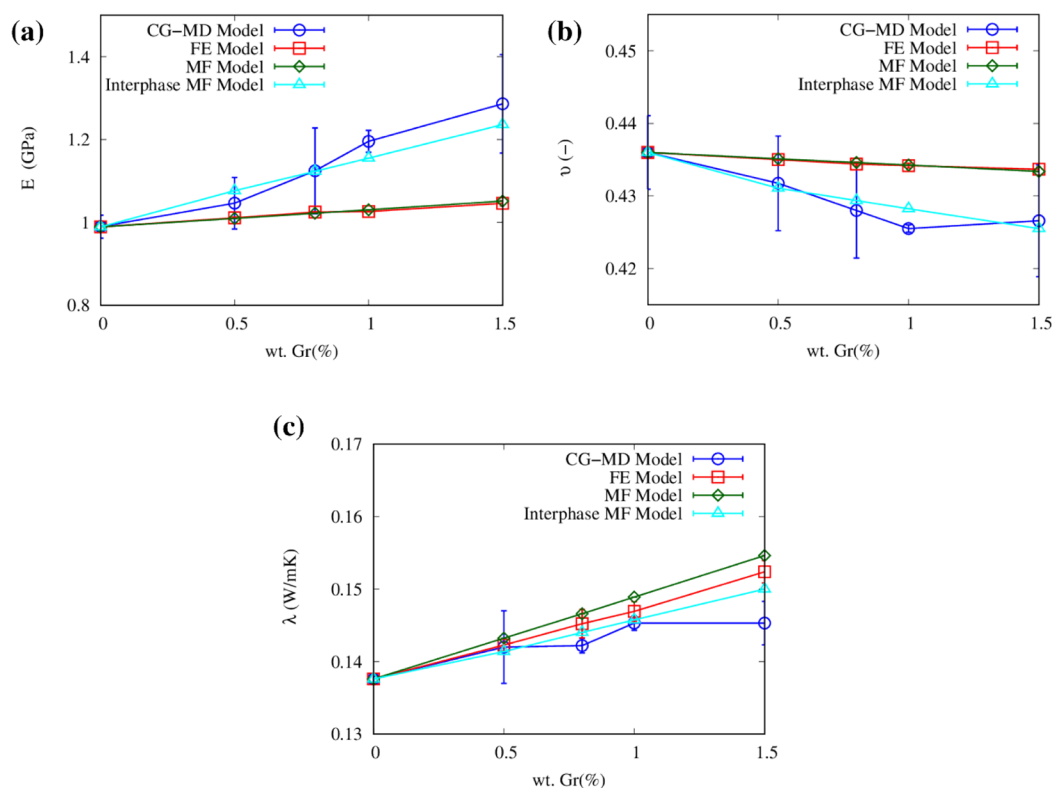 (a)
CG−MD Model
FE Model
MF Model
Interphase MF Model
1.4
1.2
1
0.8
E (GPa)
0
0.5
1
1.5
wt. Gr(%)
(b)
CG−MD Model
FE Model
MF Model
Interphase MF Model
0.45
0.44
0.43
0.42
υ (−)
0
0.5
1
1.5
wt. Gr(%)
(c)
CG−MD Model
FE Model
MF Model
Interphase MF Model
0.17
0.16
0.15
0.14
0.13
λ (W/mK)
0
0.5
1
1.5
wt. Gr(%)